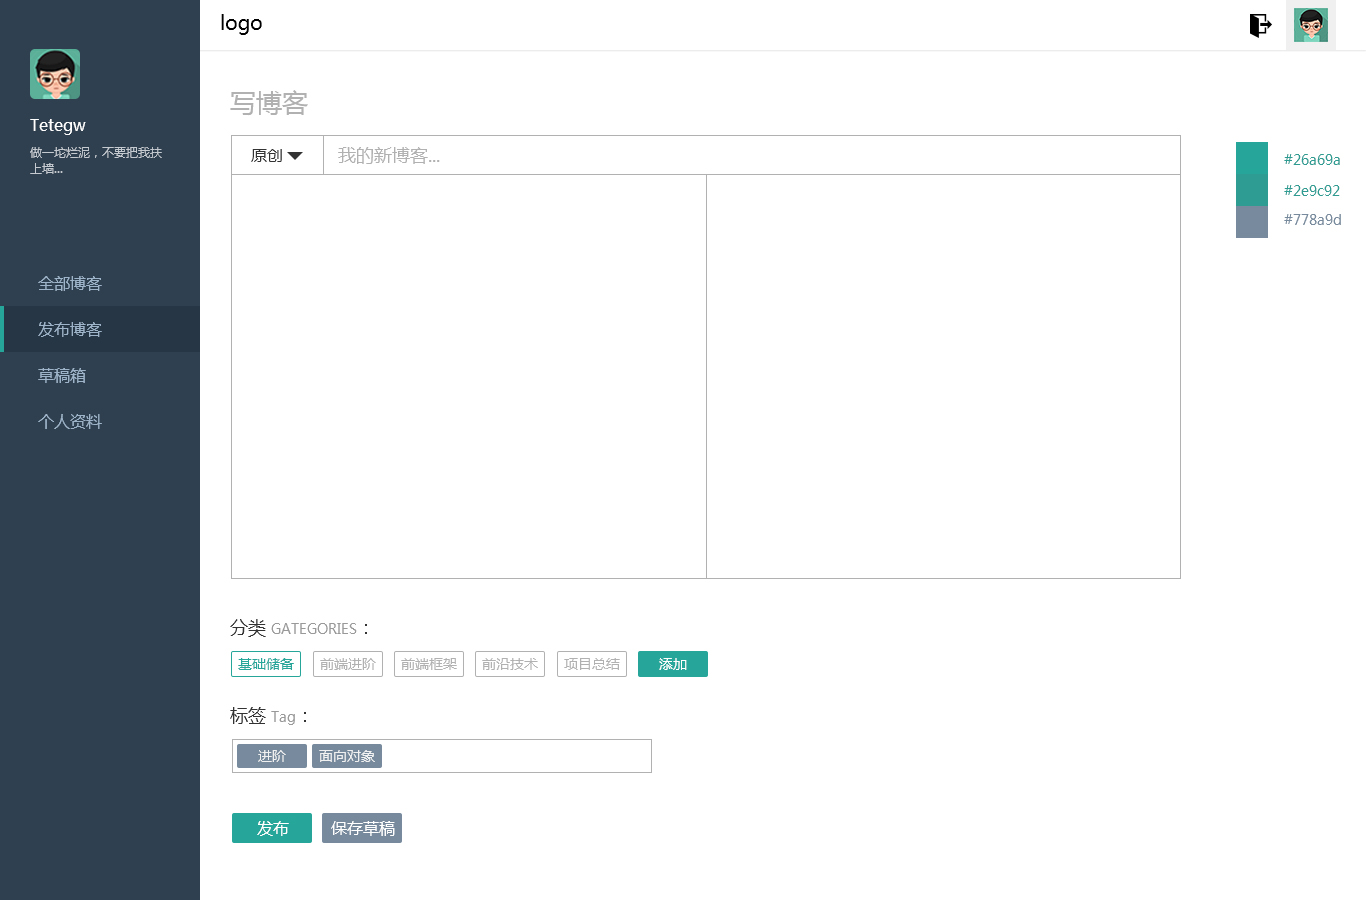 logo
Tetegw
做一坨烂泥，不要把我扶
上墙...
全部博客
发布博客
草稿箱
个人资料
写博客
原创
我的新博客...
#26a69a
#2e9c92
#778a9d
分类 GATEGORIES：
基础储备 前端进阶 前端框架 前沿技术 项目总结 添加
标签 Tag：
进阶 面向对象
发布 保存草稿